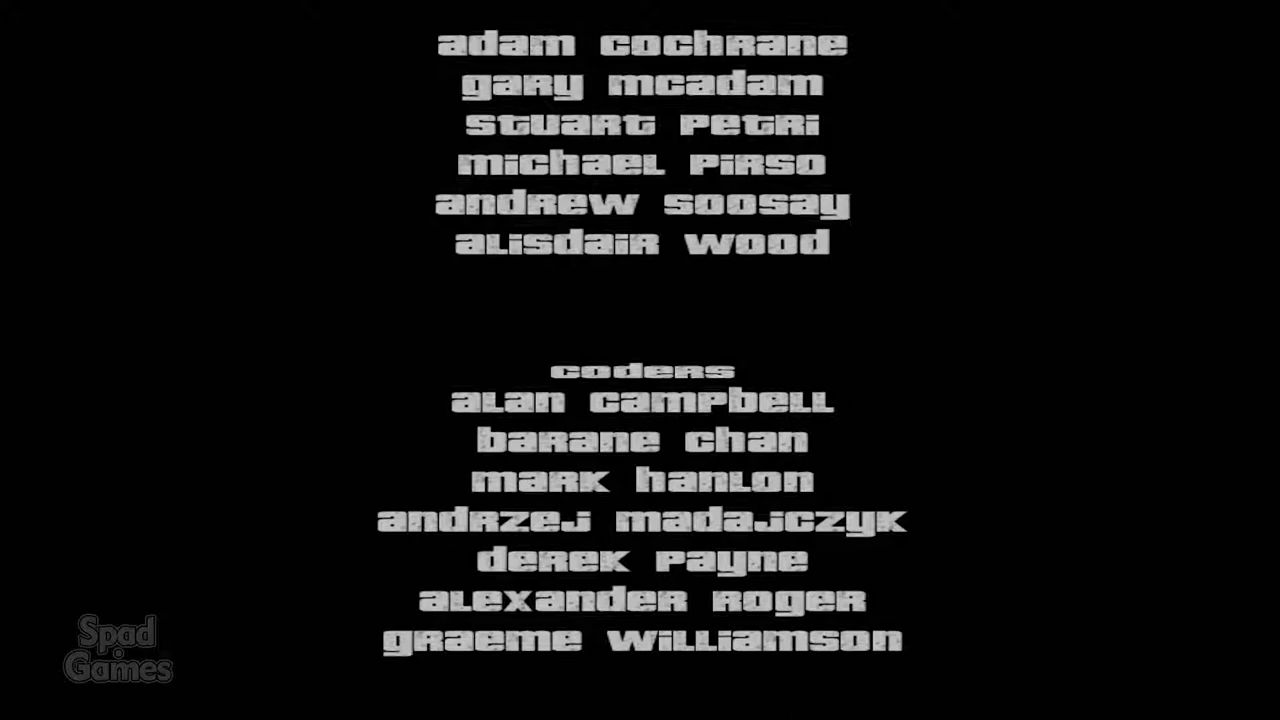 adam cochrane
gary mcadam
stuart petri
michael pirso
andrew soosay
alisdair wood
coders
alan campbell
barane chan
mark hanlon
andrzej madajczyk
derek payne
alexander roger
graeme williamson
Spad
Games